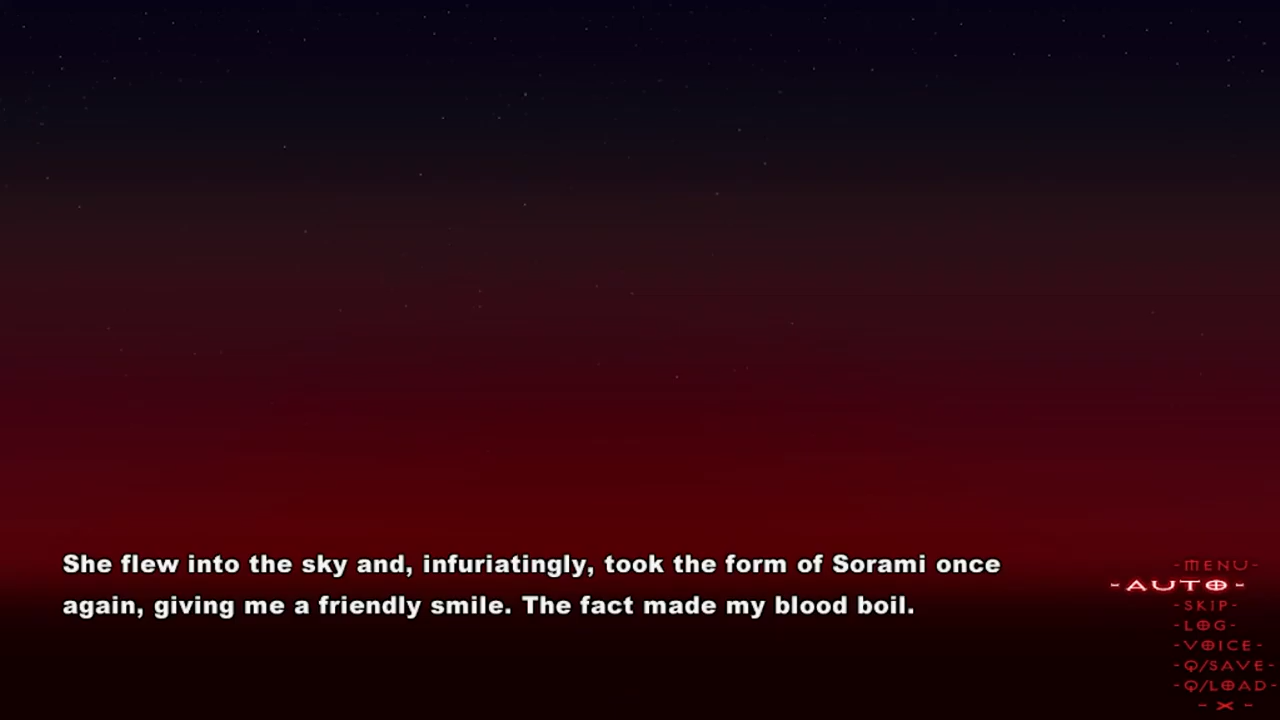 She flew into the sky and, infuriatingly, took the form of Sorami once
again, giving me a friendly smile. The fact made my blood boil.
-MENU-
-AUTO-
-SKIP-
-LOG-
-VOICE-
-Q/SAVE-
-Q/LOAD-
-X-